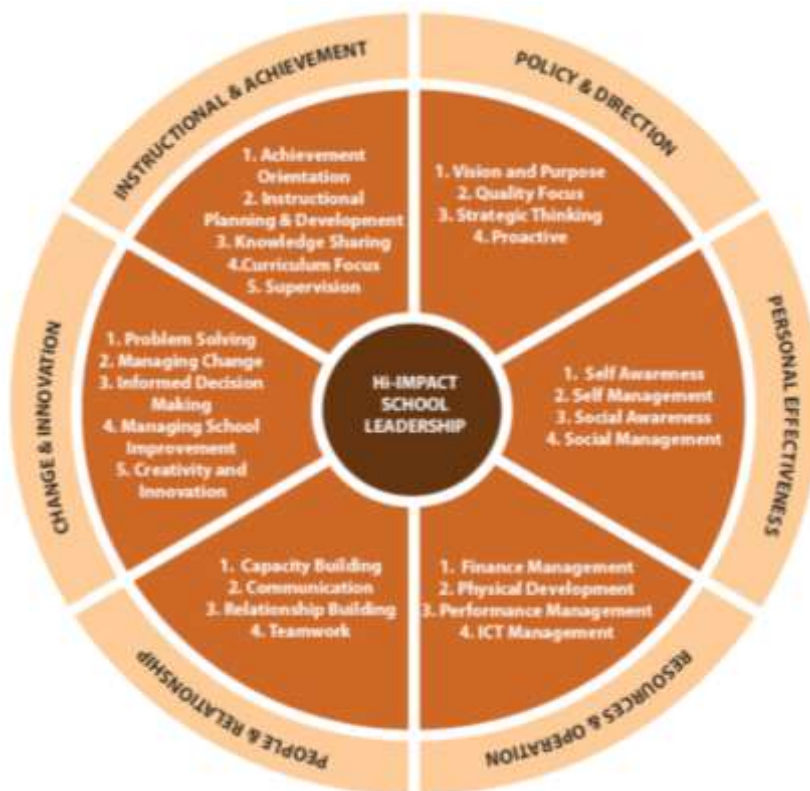 INSTRUCTIONAL & ACHIEVEMENT
1. Achievement
Orientation
2. Instructional
Planning & Development
3. Knowledge Sharing
4.Curriculum Focus
5. Supervision
POLICY & DIRECTION
1. Vision and Purpose
2. Quality Focus
3. Strategic Thinking
4. Proactive
PERSONAL EFFECTIVENESS
1. Self Awareness
2. Self Management
3. Social Awareness
4. Social Management
RESOURCES & OPERATION
1. Finance Management
2. Physical Development
3. Performance Management
4. ICT Management
PEOPLE & RELATIONSHIP
1. Capacity Building
2. Communication
3. Relationship Building
4. Teamwork
CHANGE & INNOVATION
1. Problem Solving
2. Managing Change
3. Informed Decision
Making
4. Managing School
Improvement
5. Creativity and
Innovation
Hi-IMPACT
SCHOOL
LEADERSHIP